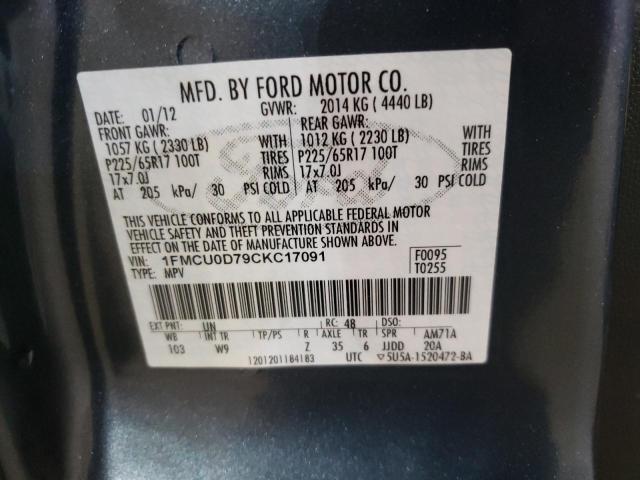 MFD. BY FORD MOTOR CO.
DATE: 01/12 GVWR: 2014 KG ( 4440 LB)
FRONT GAWR: REAR GAWR:
1057 KG ( 2330 LB) WITH 1012 KG ( 2230 LB) WITH
P225/65R17 100T TIRES P225/65R17 100T TIRES
17x7.0J RIMS 17x7.0J RIMS
AT 205 kPa/ 30 PSI COLD AT 205 kPa/ 30 PSI COLD
THIS VEHICLE CONFORMS TO ALL APPLICABLE FEDERAL MOTOR
VEHICLE SAFETY AND THEFT PREVENTION STANDARDS IN
EFFECT ON THE DATE OF MANUFACTURE SHOWN ABOVE.
VIN: 1FMCU0D79CKC17091 F0095
TYPE: MPV T0255
EXT PNT: UN RC: 48 DSO:
WB INT TR TP/PS R AXLE TR SPR AM71A
103 W9 Z 35 6 JJDD 20A
1201201184183 UTC ▽5U5A-1520472-BA